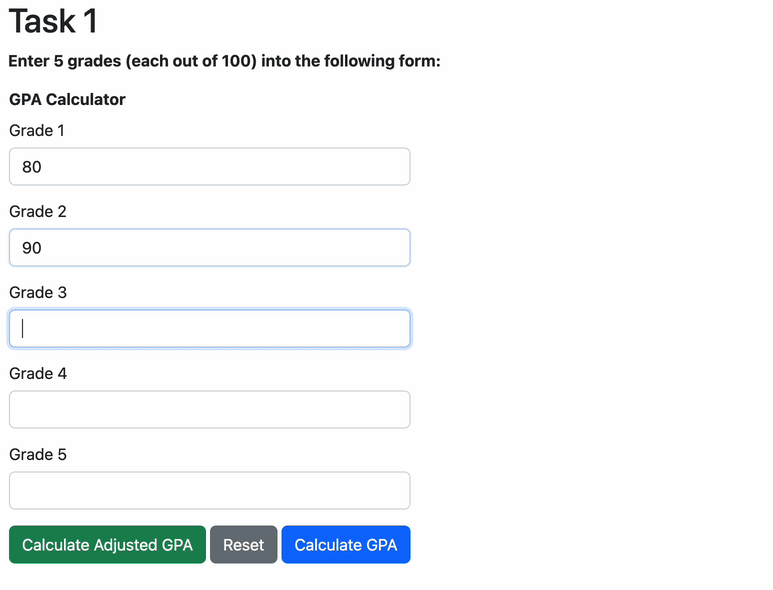 Task 1
Enter 5 grades (each out of 100) into the following form:
GPA Calculator
Grade 1
80
Grade 2
90
Grade 3
Grade 4
Grade 5
Calculate Adjusted GPA Reset Calculate GPA